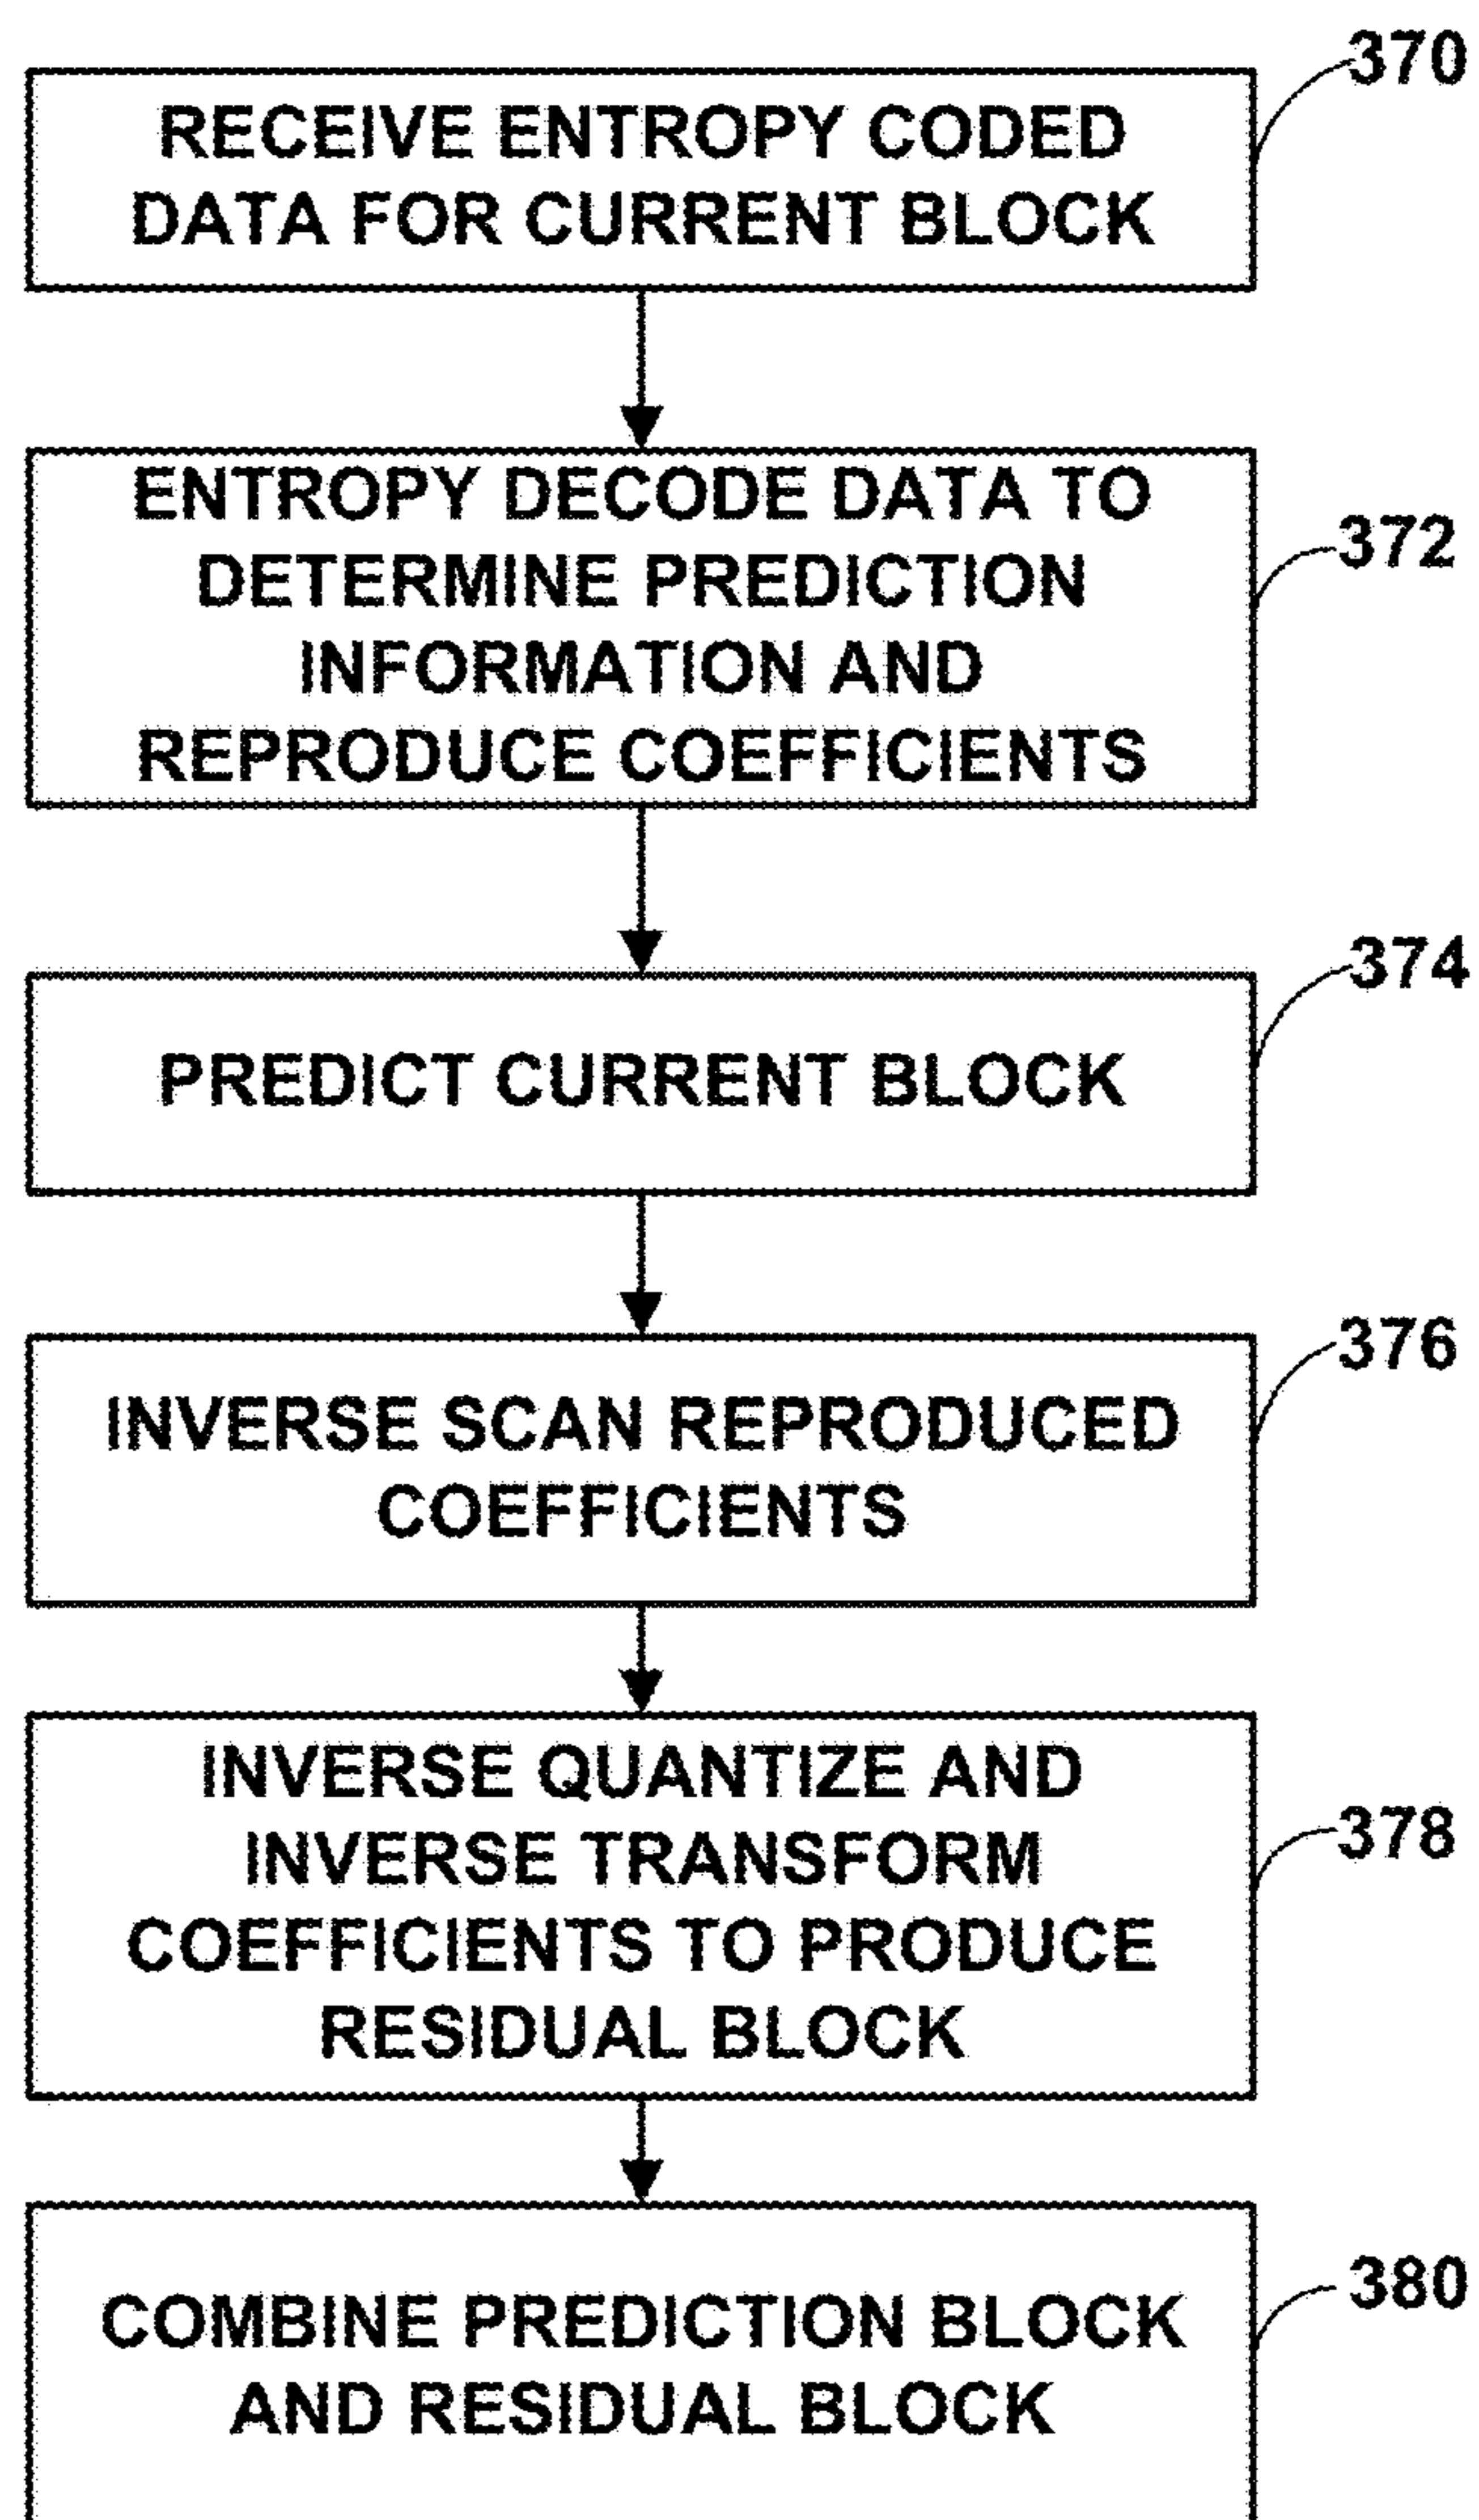 370
RECEIVE ENTROPY CODED
DATA FOR CURRENT BLOCK
ENTROPY DECODE DATA TO
DETERMINE PREDICTION
INFORMATION AND
REPRODUCE COEFFICIENTS
372
374
PREDICT CURRENT BLOCK
376
INVERSE SCAN REPRODUCED
COEFFICIENTS
INVERSE QUANTIZE AND
INVERSE TRANSFORM
COEFFICIENTS TO PRODUCE
RESIDUAL BLOCK
378
380
COMBINE PREDICTION BLOCK
AND RESIDUAL BLOCK